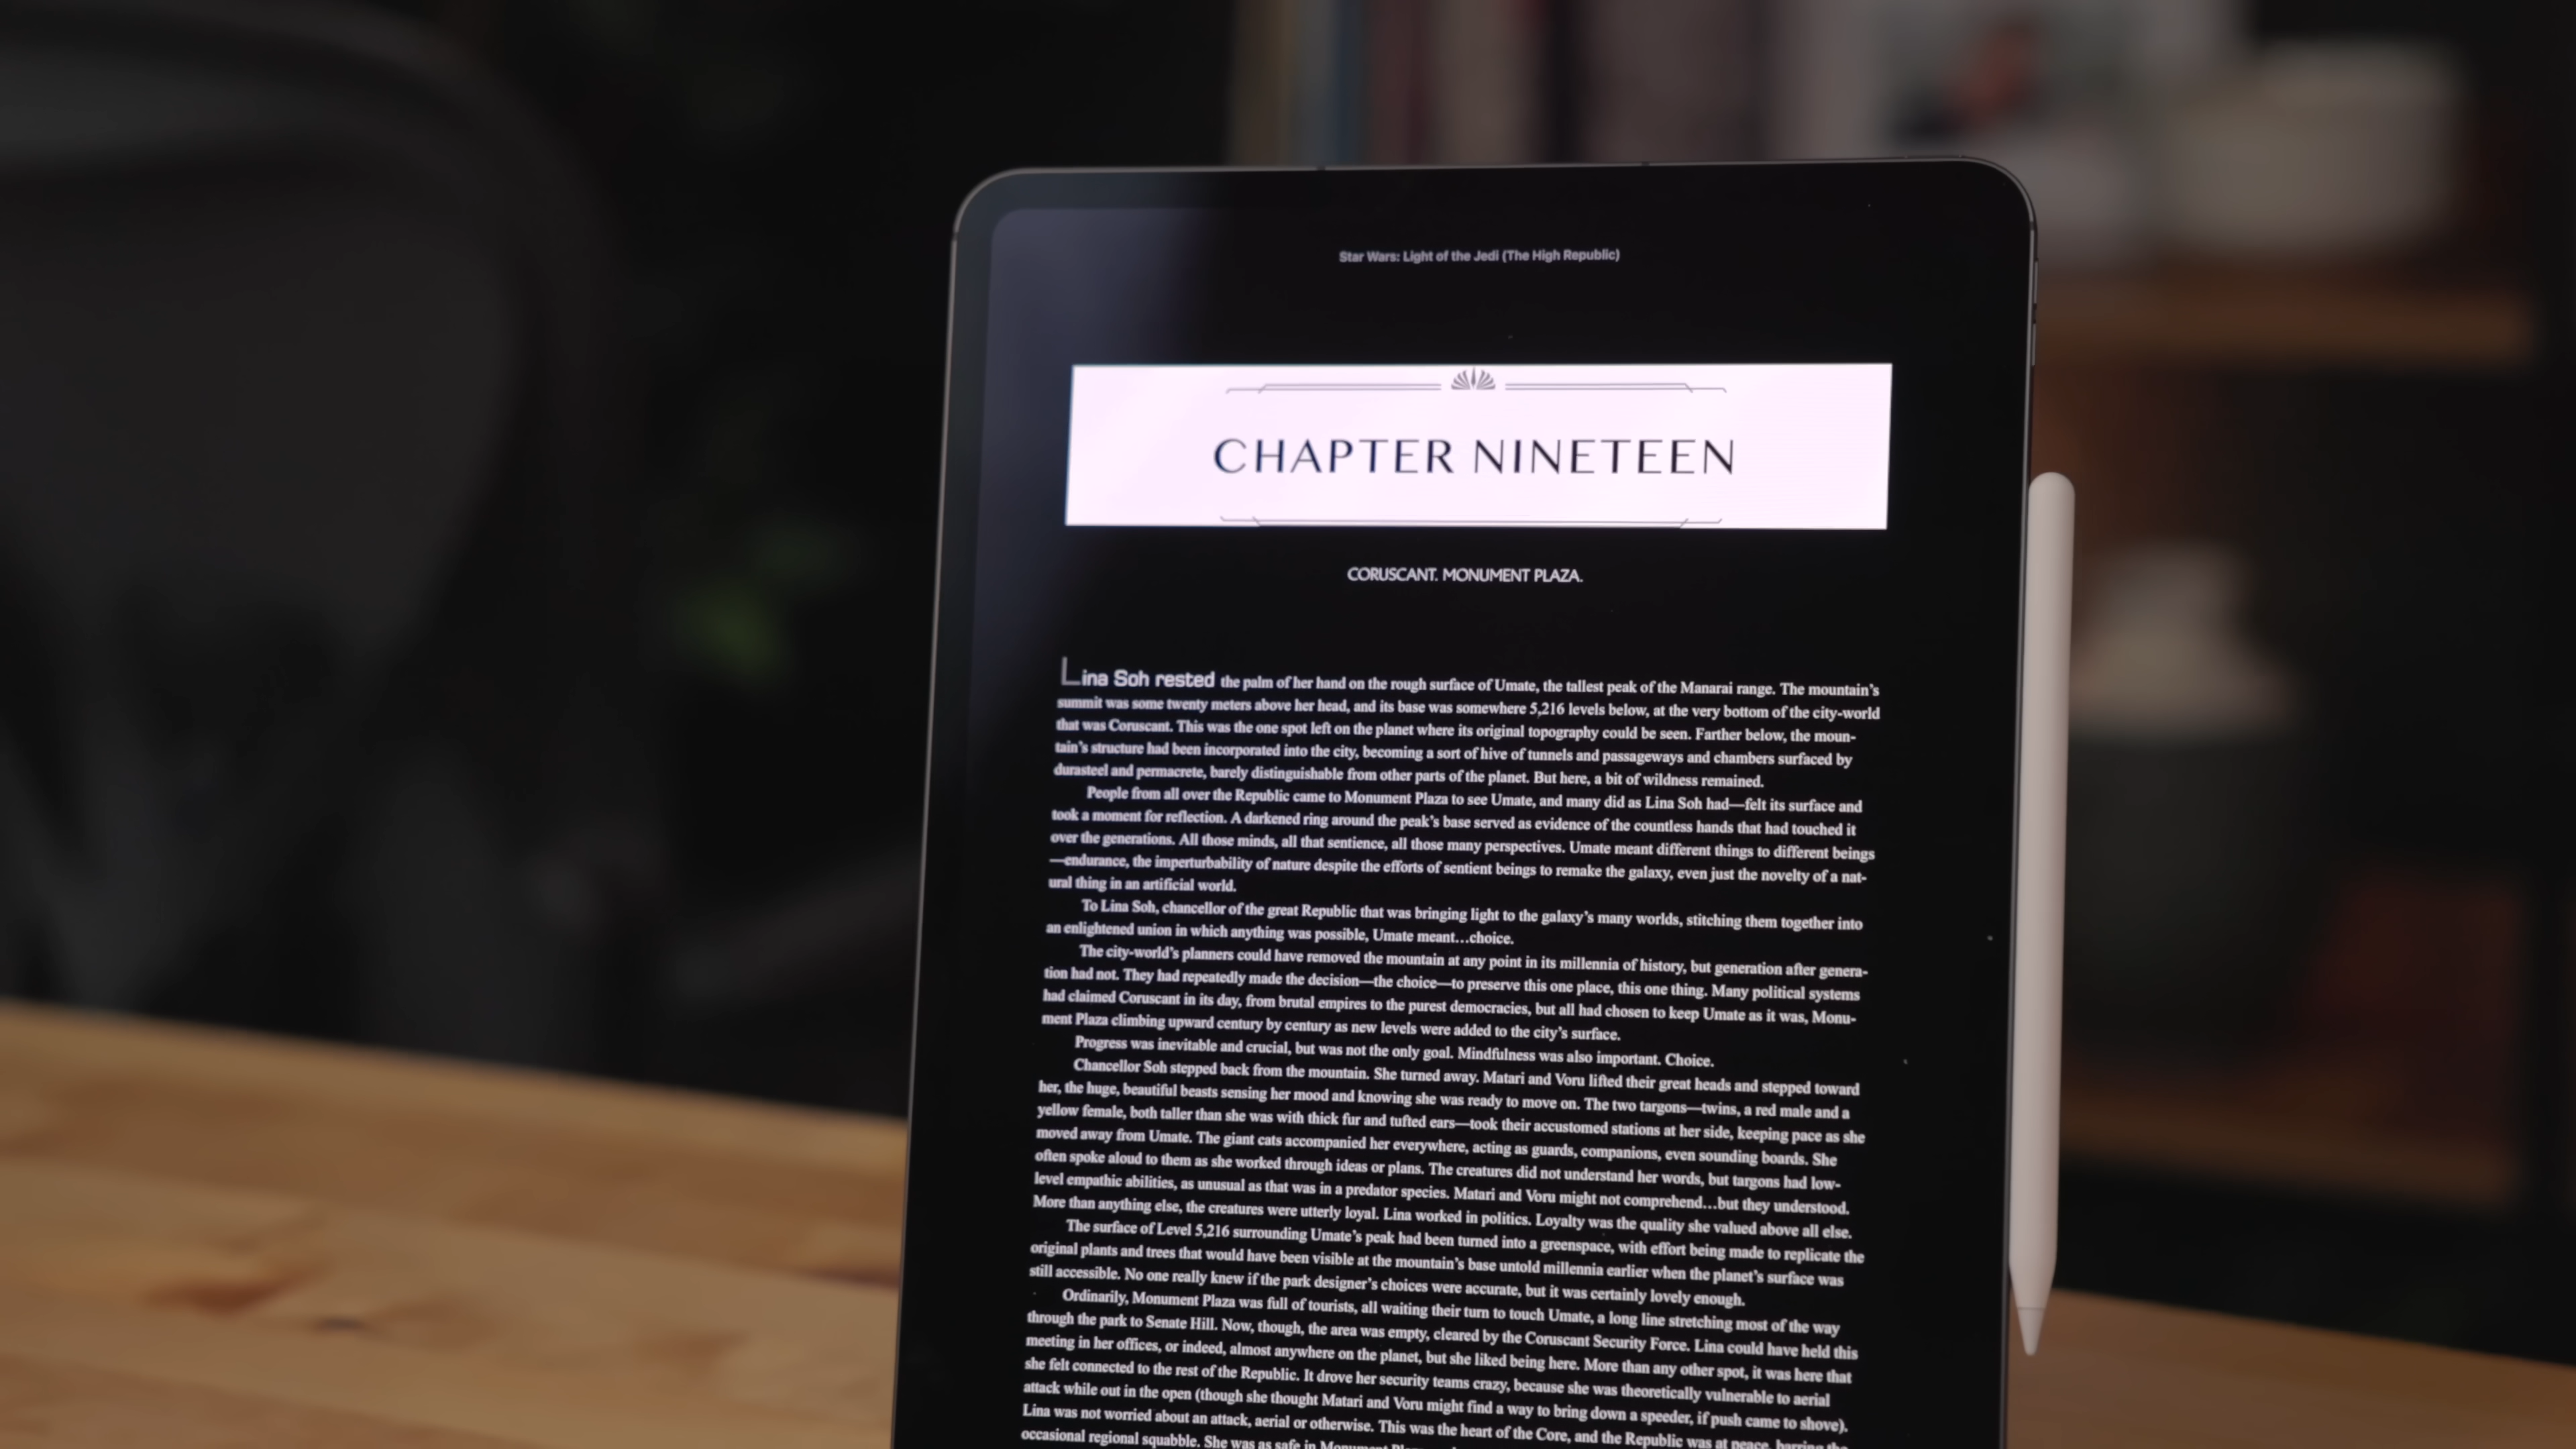 Star Wars: Light of the Jedi (The High Republic)
CHAPTER NINETEEN
CORUSCANT. MONUMENT PLAZA.
Lina Soh rested the palm of her hand on the rough surface of Umate, the tallest peak of the Manarai range. The mountain’s
summit was some twenty meters above her head, and its base was somewhere 5,216 levels below, at the very bottom of the city-world
that was Coruscant. This was the one spot left on the planet where its original topography could be seen. Farther below, the moun-
tain’s structure had been incorporated into the city, becoming a sort of hive of tunnels and passageways and chambers surfaced by
durasteel and permacrete, barely distinguishable from other parts of the planet. But here, a bit of wildness remained.
People from all over the Republic came to Monument Plaza to see Umate, and many did as Lina Soh had—felt its surface and
took a moment for reflection. A darkened ring around the peak’s base served as evidence of the countless hands that had touched it
over the generations. All those minds, all that sentience, all those many perspectives. Umate meant different things to different beings
—endurance, the imperturbability of nature despite the efforts of sentient beings to remake the galaxy, even just the novelty of a nat-
ural thing in an artificial world.
To Lina Soh, chancellor of the great Republic that was bringing light to the galaxy’s many worlds, stitching them together into
an enlightened union in which anything was possible, Umate meant…choice.
The city-world’s planners could have removed the mountain at any point in its millennia of history, but generation after genera-
tion had not. They had repeatedly made the decision—the choice—to preserve this one place, this one thing. Many political systems
had claimed Coruscant in its day, from brutal empires to the purest democracies, but all had chosen to keep Umate as it was, Monu-
ment Plaza climbing upward century by century as new levels were added to the city’s surface.
Progress was inevitable and crucial, but was not the only goal. Mindfulness was also important. Choice.
Chancellor Soh stepped back from the mountain. She turned away. Matari and Voru lifted their great heads and stepped toward
her, the huge, beautiful beasts sensing her mood and knowing she was ready to move on. The two targons—twins, a red male and a
yellow female, both taller than she was with thick fur and tufted ears—took their accustomed stations at her side, keeping pace as she
moved away from Umate. The giant cats accompanied her everywhere, acting as guards, companions, even sounding boards. She
often spoke aloud to them as she worked through ideas or plans. The creatures did not understand her words, but targons had low-
level empathic abilities, as unusual as that was in a predator species. Matari and Voru might not comprehend…but they understood.
More than anything else, the creatures were utterly loyal. Lina worked in politics. Loyalty was the quality she valued above all else.
The surface of Level 5,216 surrounding Umate’s peak had been turned into a greenspace, with effort being made to replicate the
original plants and trees that would have been visible at the mountain’s base untold millennia earlier when the planet’s surface was
still accessible. No one really knew if the park designer’s choices were accurate, but it was certainly lovely enough.
Ordinarily, Monument Plaza was full of tourists, all waiting their turn to touch Umate, a long line stretching most of the way
through the park to Senate Hill. Now, though, the area was empty, cleared by the Coruscant Security Force. Lina could have held this
meeting in her offices, or indeed, almost anywhere on the planet, but she liked being here. More than any other spot, it was here that
she felt connected to the rest of the Republic. It drove her security teams crazy, because she was theoretically vulnerable to aerial
attack while out in the open (though she thought Matari and Voru might find a way to bring down a speeder, if push came to shove).
Lina was not worried about an attack, aerial or otherwise. This was the heart of the Core, and the Republic was at peace, barring the
occasional regional squabble. She was as safe in Monument